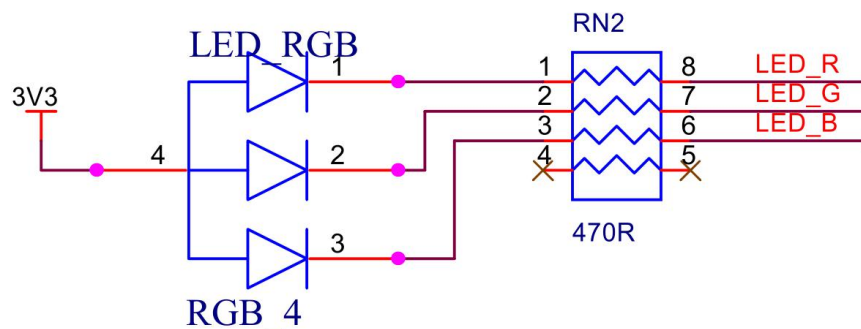 RN2
LED_RGB
1
1
8
LED_R
3V3
2
7
LED_G
3
6
LED_B
4
2
4
5
3
470R
RGB_4